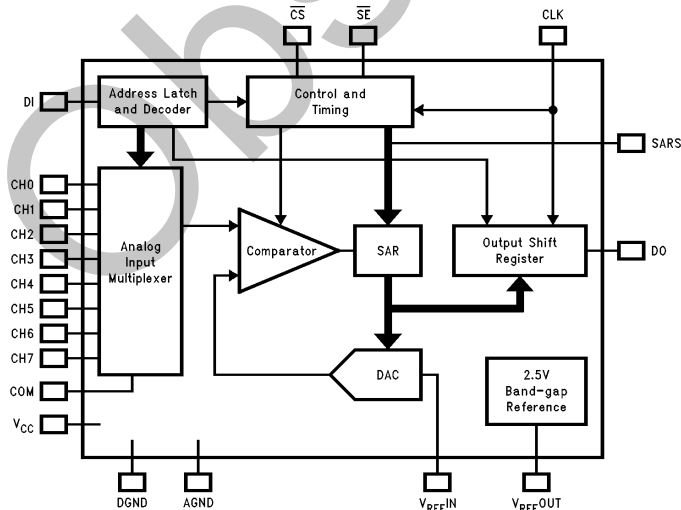 Obs
CS
SE
CLK
DI
Address Latch
and Decoder
Control and
Timing
SARS
CH0
CH1
CH2
CH3
CH4
CH5
CH6
CH7
COM
VCC
Analog
Input
Multiplexer
Comparator
SAR
Output Shift
Register
DO
DAC
2.5V
Band-gap
Reference
DGND
AGND
VREFIN
VREFOUT